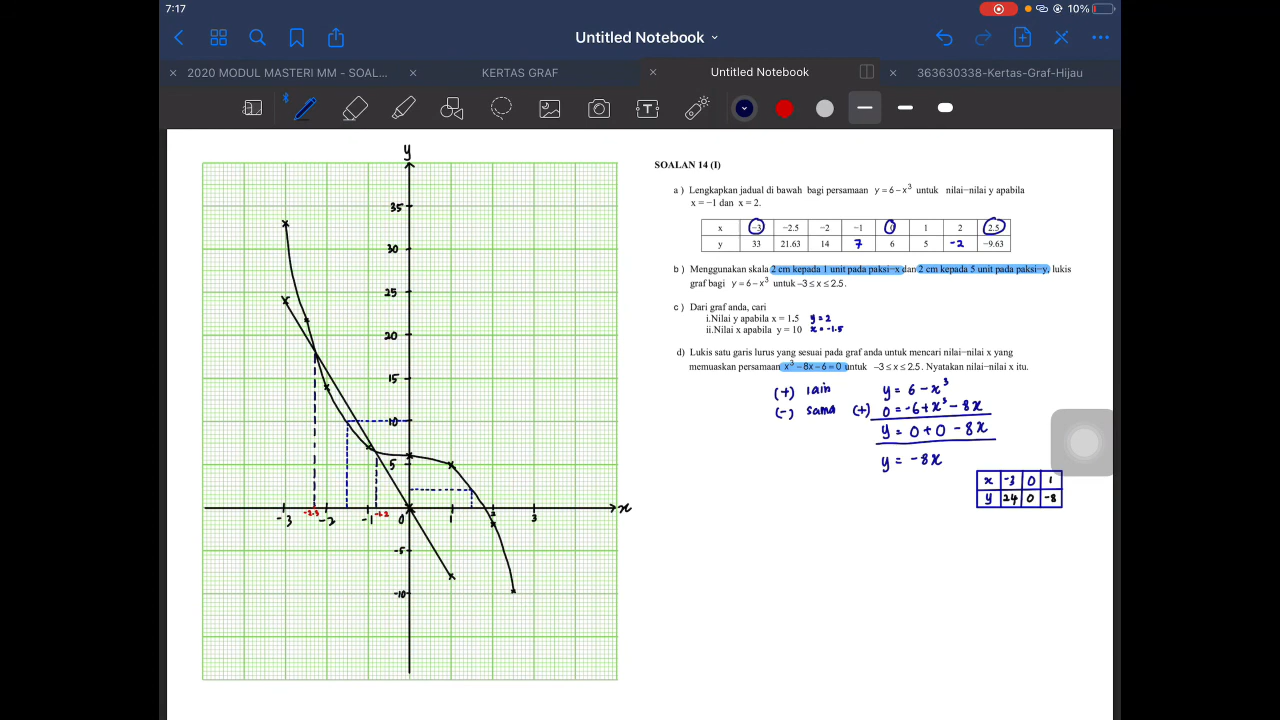 7:17
10%
Untitled Notebook
2020 MODUL MASTERI MM - SOAL...
KERTAS GRAF
Untitled Notebook
363630338-Kertas-Graf-Hijau
y
35
30
25
20
15
10
5
-3 -2 -1 0 1 2 3 x
-2.3 -1.2
-5
-10
SOALAN 14 (I)
a ) Lengkapkan jadual di bawah bagi persamaan y = 6 – x³ untuk nilai–nilai y apabila
x = –1 dan x = 2.
x –3 –2.5 –2 –1 0 1 2 2.5
y 33 21.63 14 7 6 5 -2 –9.63
b ) Menggunakan skala 2 cm kepada 1 unit pada paksi–x dan 2 cm kepada 5 unit pada paksi–y, lukis
graf bagi y = 6 – x³ untuk –3 ≤ x ≤ 2.5.
c ) Dari graf anda, cari
i.Nilai y apabila x = 1.5 y = 2
ii.Nilai x apabila y = 10 x = -1.5
d) Lukis satu garis lurus yang sesuai pada graf anda untuk mencari nilai–nilai x yang
memuaskan persamaan x³ – 8x – 6 = 0 untuk –3 ≤ x ≤ 2.5. Nyatakan nilai–nilai x itu.
(+) lain
(-) sama
y = 6 - x³
(+) 0 = -6 + x³ - 8x
y = 0 + 0 - 8x
y = -8x
x -3 0 1
y 24 0 -8